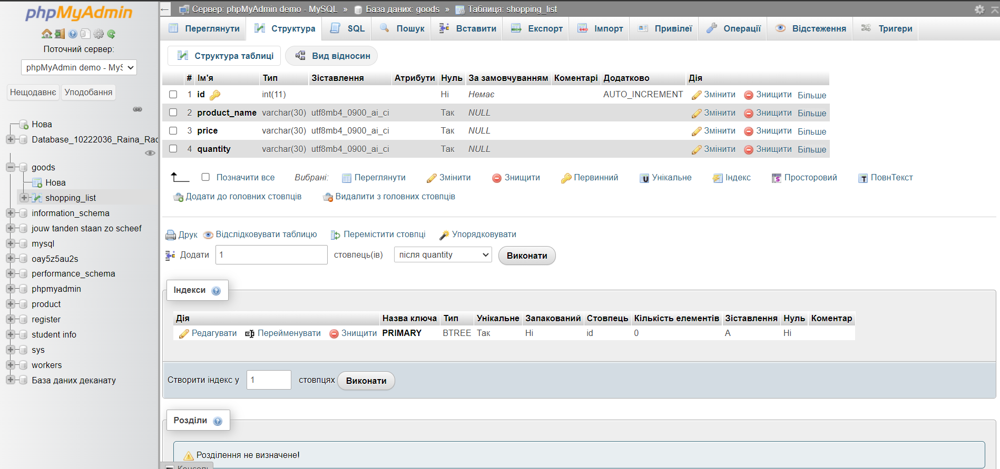 phpMyAdmin
Поточний сервер:
phpMyAdmin demo - MyS
Нещодавнє Уподобання
Нова
Database_10222036_Raina_Rac
goods
Нова
shopping_list
information_schema
jouw tanden staan zo scheef
mysql
oay5z5au2s
performance_schema
phpmyadmin
product
register
student info
sys
workers
База даних деканату
Сервер: phpMyAdmin demo - MySQL » База даних: goods » Таблиця: shopping_list
Переглянути Структура SQL Пошук Вставити Експорт Імпорт Привілеї Операції Відстеження Тригери
Структура таблиці Вид відносин
# Ім'я Тип Зіставлення Атрибути Нуль За замовчуванням Коментарі Додатково Дія
1 id int(11) Ні Немає AUTO_INCREMENT Змінити Знищити Більше
2 product_name varchar(30) utf8mb4_0900_ai_ci Так NULL Змінити Знищити Більше
3 price varchar(30) utf8mb4_0900_ai_ci Так NULL Змінити Знищити Більше
4 quantity varchar(30) utf8mb4_0900_ai_ci Так NULL Змінити Знищити Більше
Позначити все Вибрані: Переглянути Змінити Знищити Первинний Унікальне Індекс Просторовий ПовнТекст
Додати до головних стовпців Видалити з головних стовпців
Друк Відслідковувати таблицю Перемістити стовпці Упорядковувати
Додати 1 стовпець(ів) після quantity Виконати
Індекси
Дія Назва ключа Тип Унікальне Запакований Стовпець Кількість елементів Зіставлення Нуль Коментар
Редагувати Перейменувати Знищити PRIMARY BTREE Так Ні id 0 A Ні
Створити індекс у 1 стовпцях Виконати
Розділи
Розділення не визначене!
Консоль